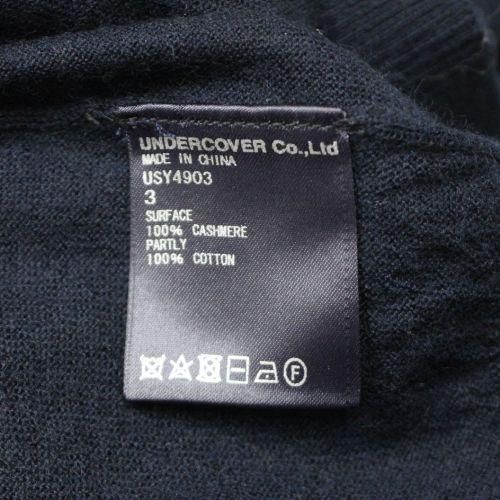 UNDERCOVER Co.,Ltd
MADE IN CHINA
USY4903
3
SURFACE
100% CASHMERE
PARTLY
100% COTTON
F